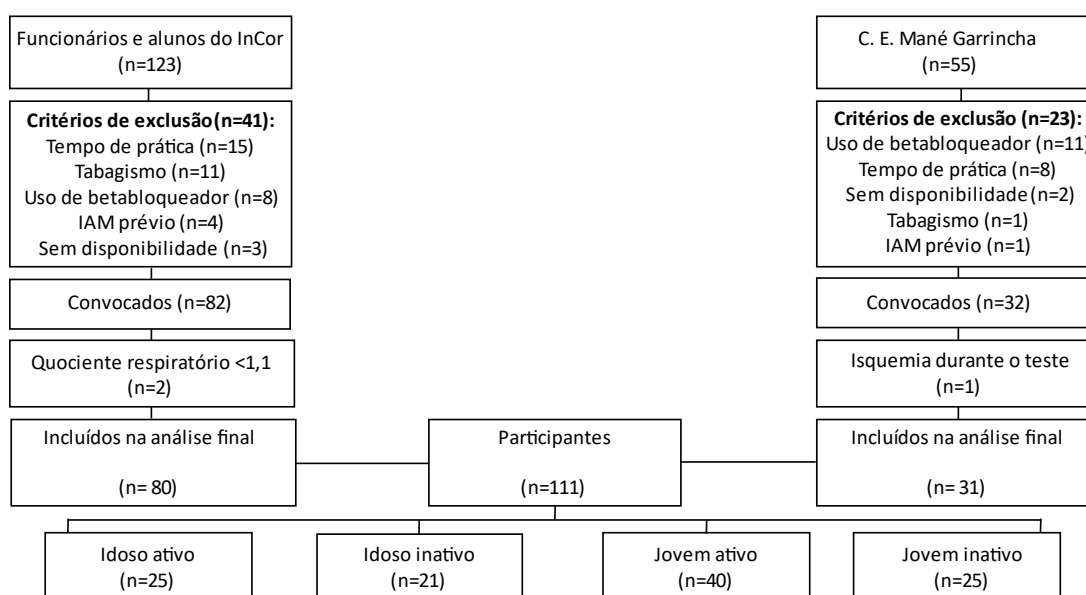 Funcionários e alunos do InCor
(n=123)
Critérios de exclusão(n=41):
Tempo de prática (n=15)
Tabagismo (n=11)
Uso de betabloqueador (n=8)
IAM prévio (n=4)
Sem disponibilidade (n=3)
Convocados (n=82)
Quociente respiratório <1,1
(n=2)
Incluídos na análise final
(n= 80)
C. E. Mané Garrincha
(n=55)
Critérios de exclusão (n=23):
Uso de betabloqueador (n=11)
Tempo de prática (n=8)
Sem disponibilidade(n=2)
Tabagismo (n=1)
IAM prévio (n=1)
Convocados (n=32)
Isquemia durante o teste
(n=1)
Incluídos na análise final
(n= 31)
Participantes
(n=111)
Idoso ativo
(n=25)
Idoso inativo
(n=21)
Jovem ativo
(n=40)
Jovem inativo
(n=25)